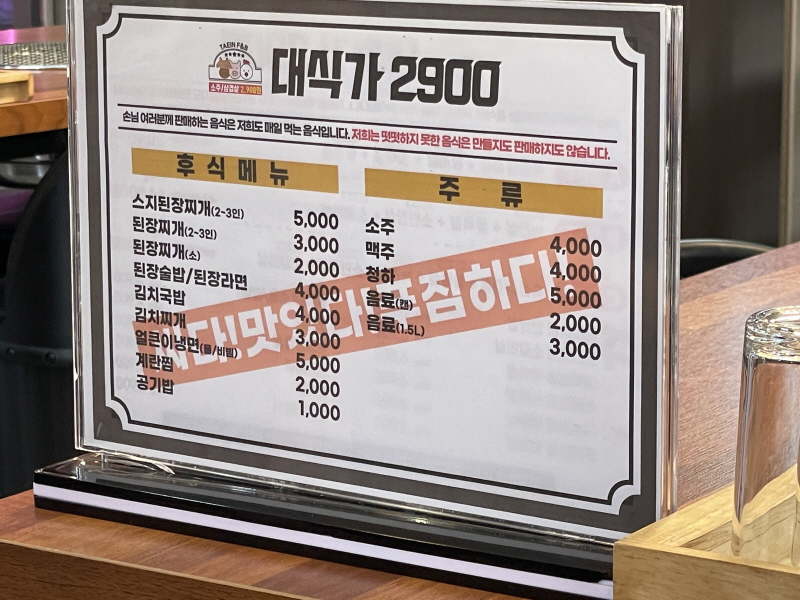 TAEIN F&B
소주/삼겹살 2,900원
대식가 2900
손님 여러분께 판매하는 음식은 저희도 매일 먹는 음식입니다. 저희는 떳떳하지 못한 음식은 만들지도 판매하지도 않습니다.
후식메뉴
스지된장찌개(2~3인) 5,000
된장찌개(2~3인) 3,000
된장찌개(소) 2,000
된장술밥/된장라면 4,000
김치국밥 4,000
김치찌개 3,000
얼큰이냉면(물/비빔) 5,000
계란찜 2,000
공기밥 1,000
주류
소주 4,000
맥주 4,000
청하 5,000
음료(캔) 2,000
음료(1.5L) 3,000
싸다!맛있다!푸짐하다!